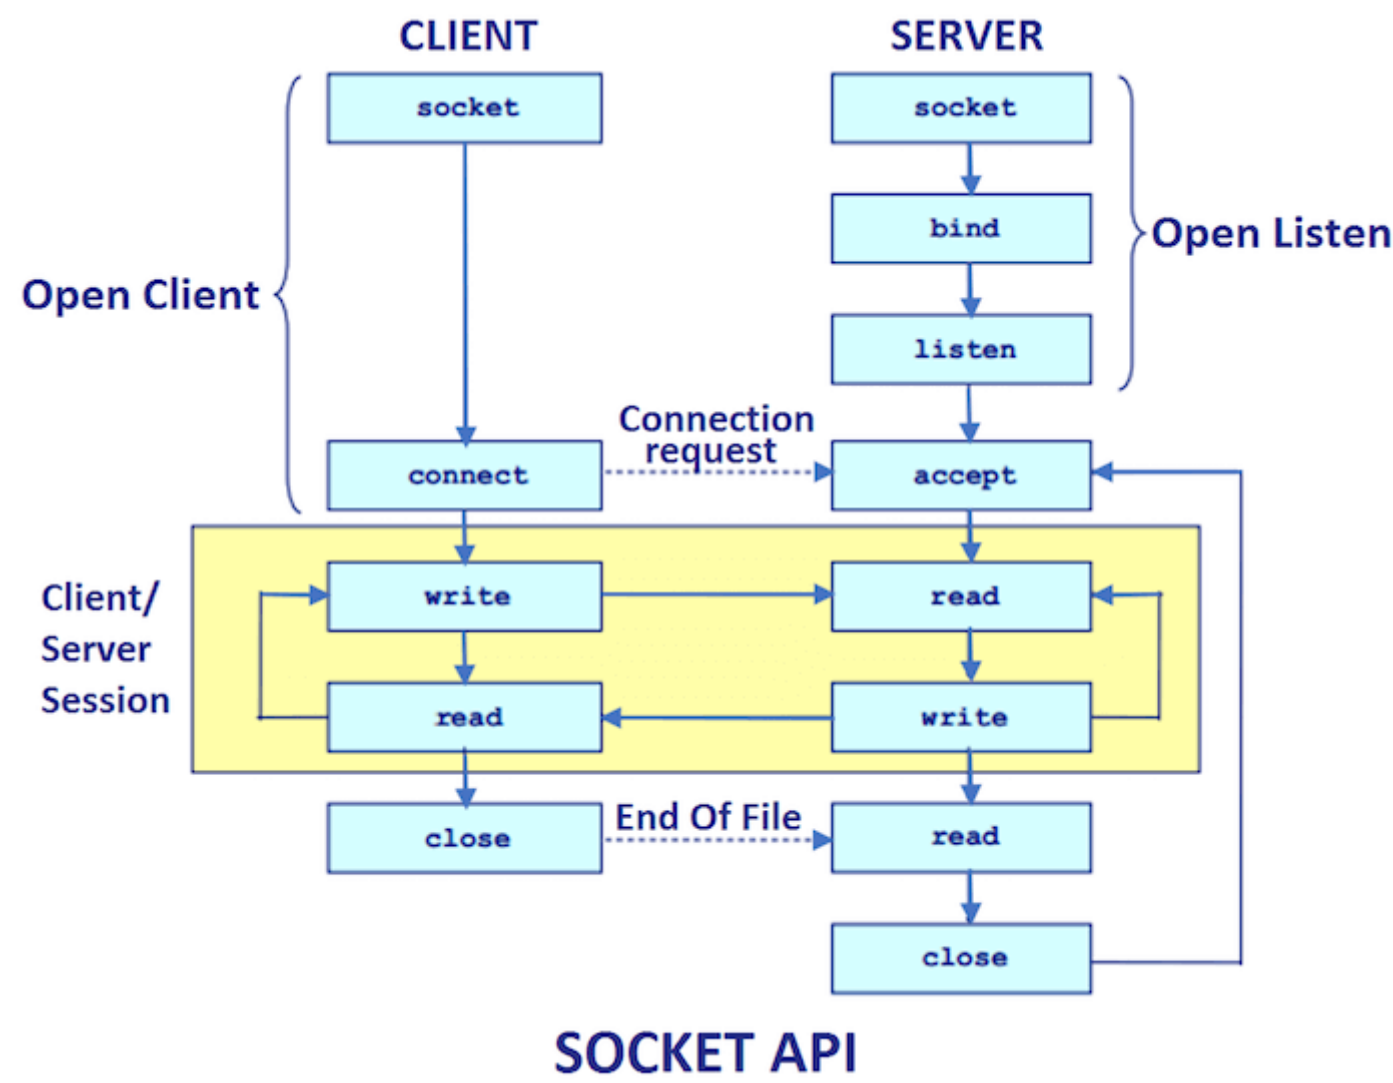 CLIENT
SERVER
socket
socket
bind
Open Listen
Open Client
listen
Connection
request
connect
accept
Client/
Server
Session
write
read
read
write
End Of File
close
read
close
SOCKET API